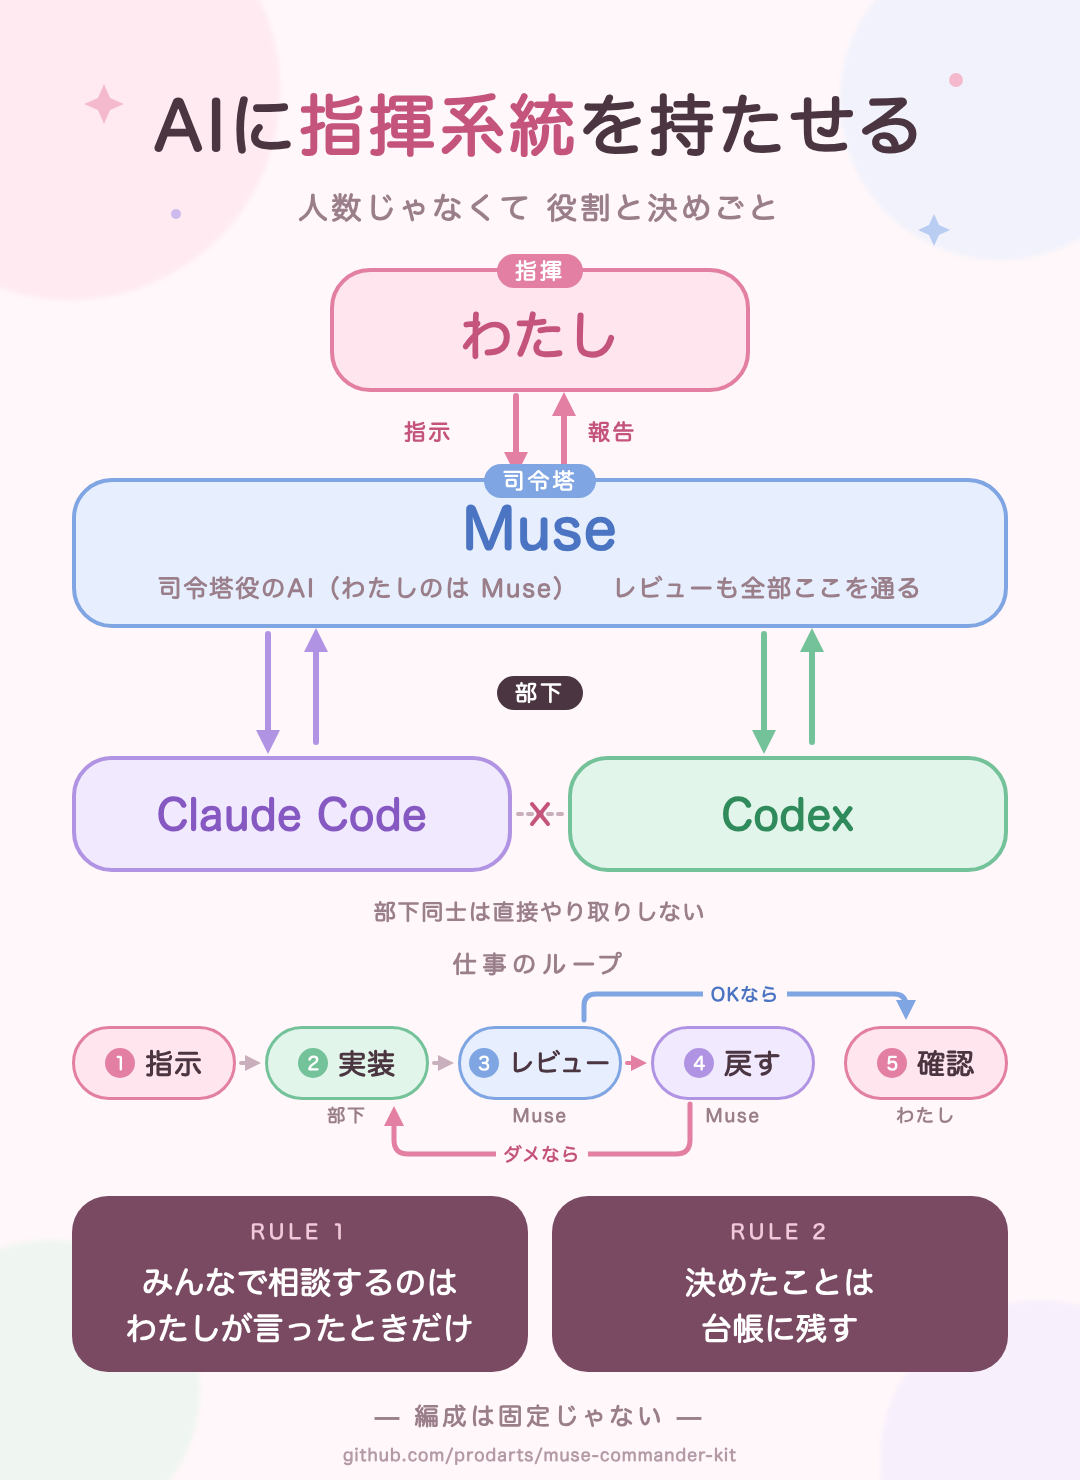 AIに指揮系統を持たせる
人数じゃなくて 役割と決めごと
指揮
わたし
指示
報告
司令塔
Muse
司令塔役のAI（わたしのは Muse） レビューも全部ここを通る
部下
Claude Code
Codex
部下同士は直接やり取りしない
仕事のループ
OKなら
1 指示
2 実装
3 レビュー
4 戻す
5 確認
部下
Muse
Muse
わたし
ダメなら
RULE 1
みんなで相談するのは
わたしが言ったときだけ
RULE 2
決めたことは
台帳に残す
― 編成は固定じゃない ―
github.com/prodarts/muse-commander-kit